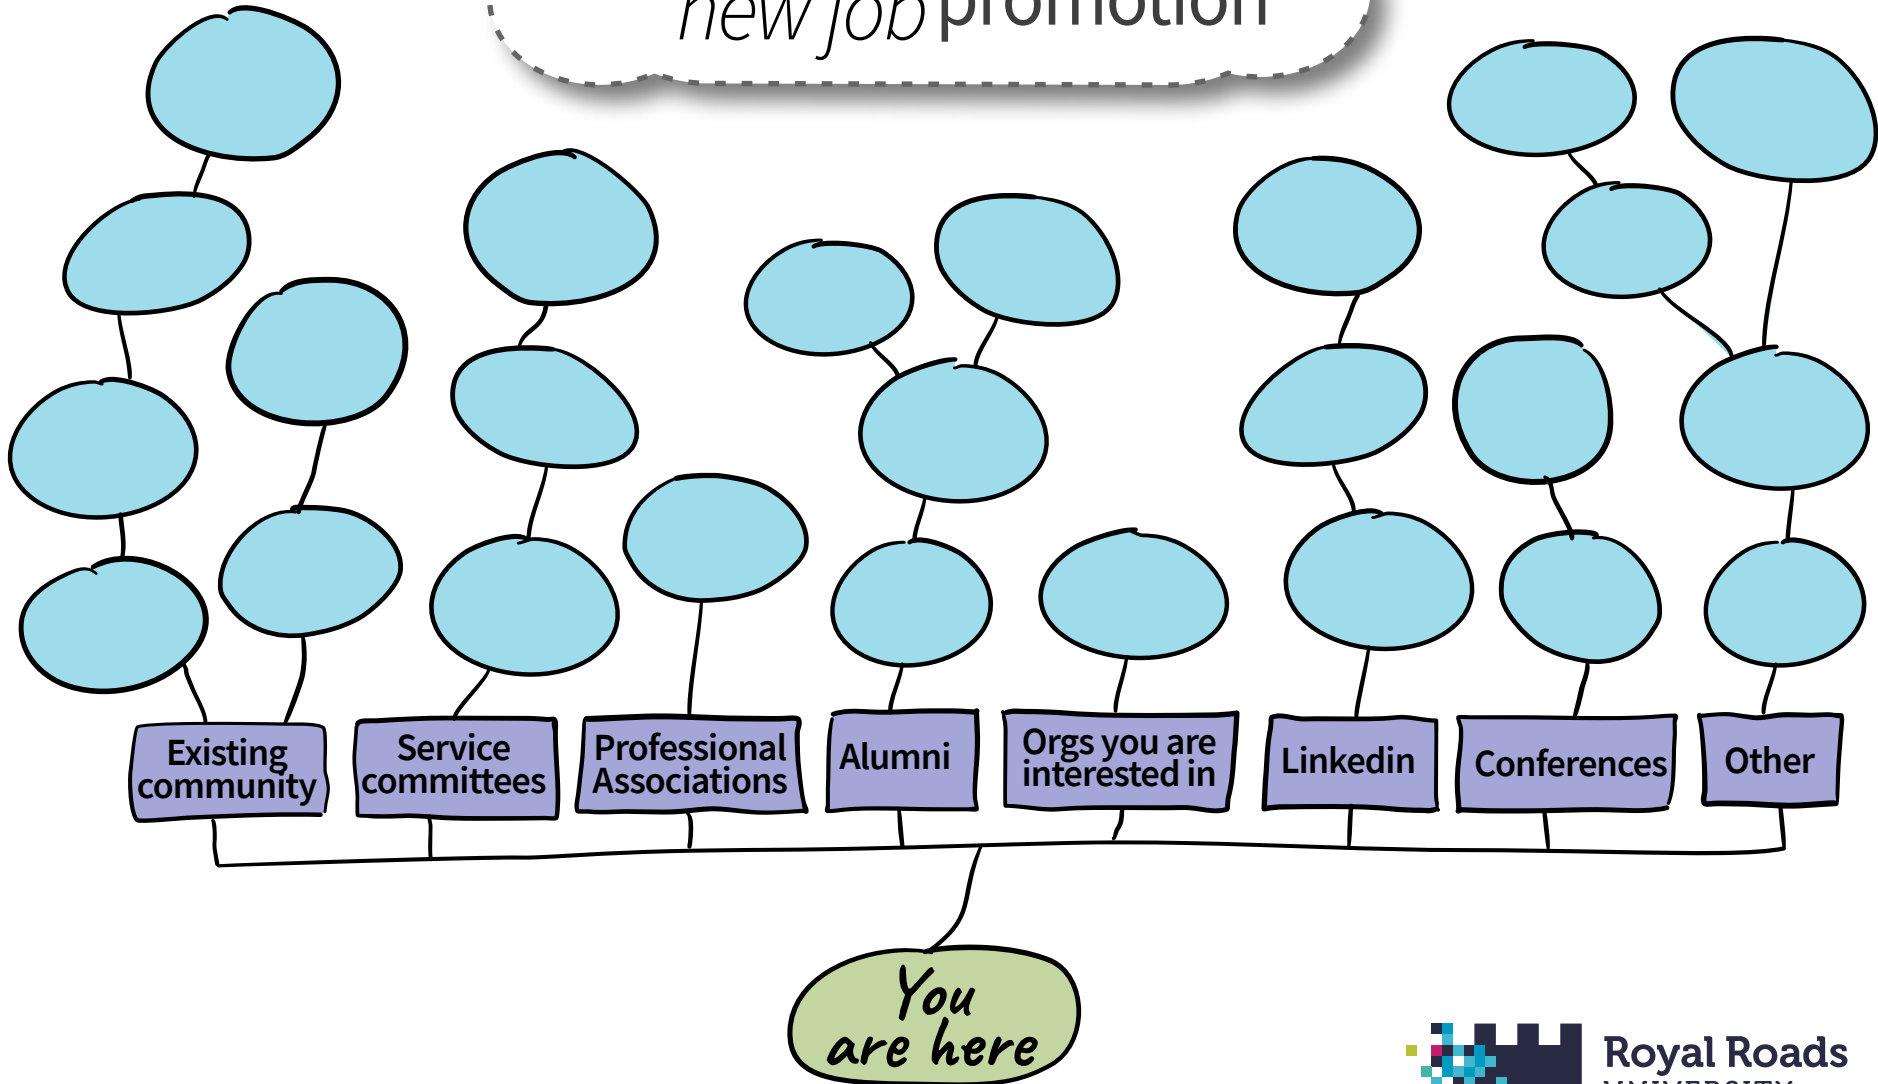 new job promotion
Existing
community
Service
committees
Professional
Associations
Alumni
Orgs you are
interested in
Linkedin
Conferences
Other
You
are here
Royal Roads
UNIVERSITY